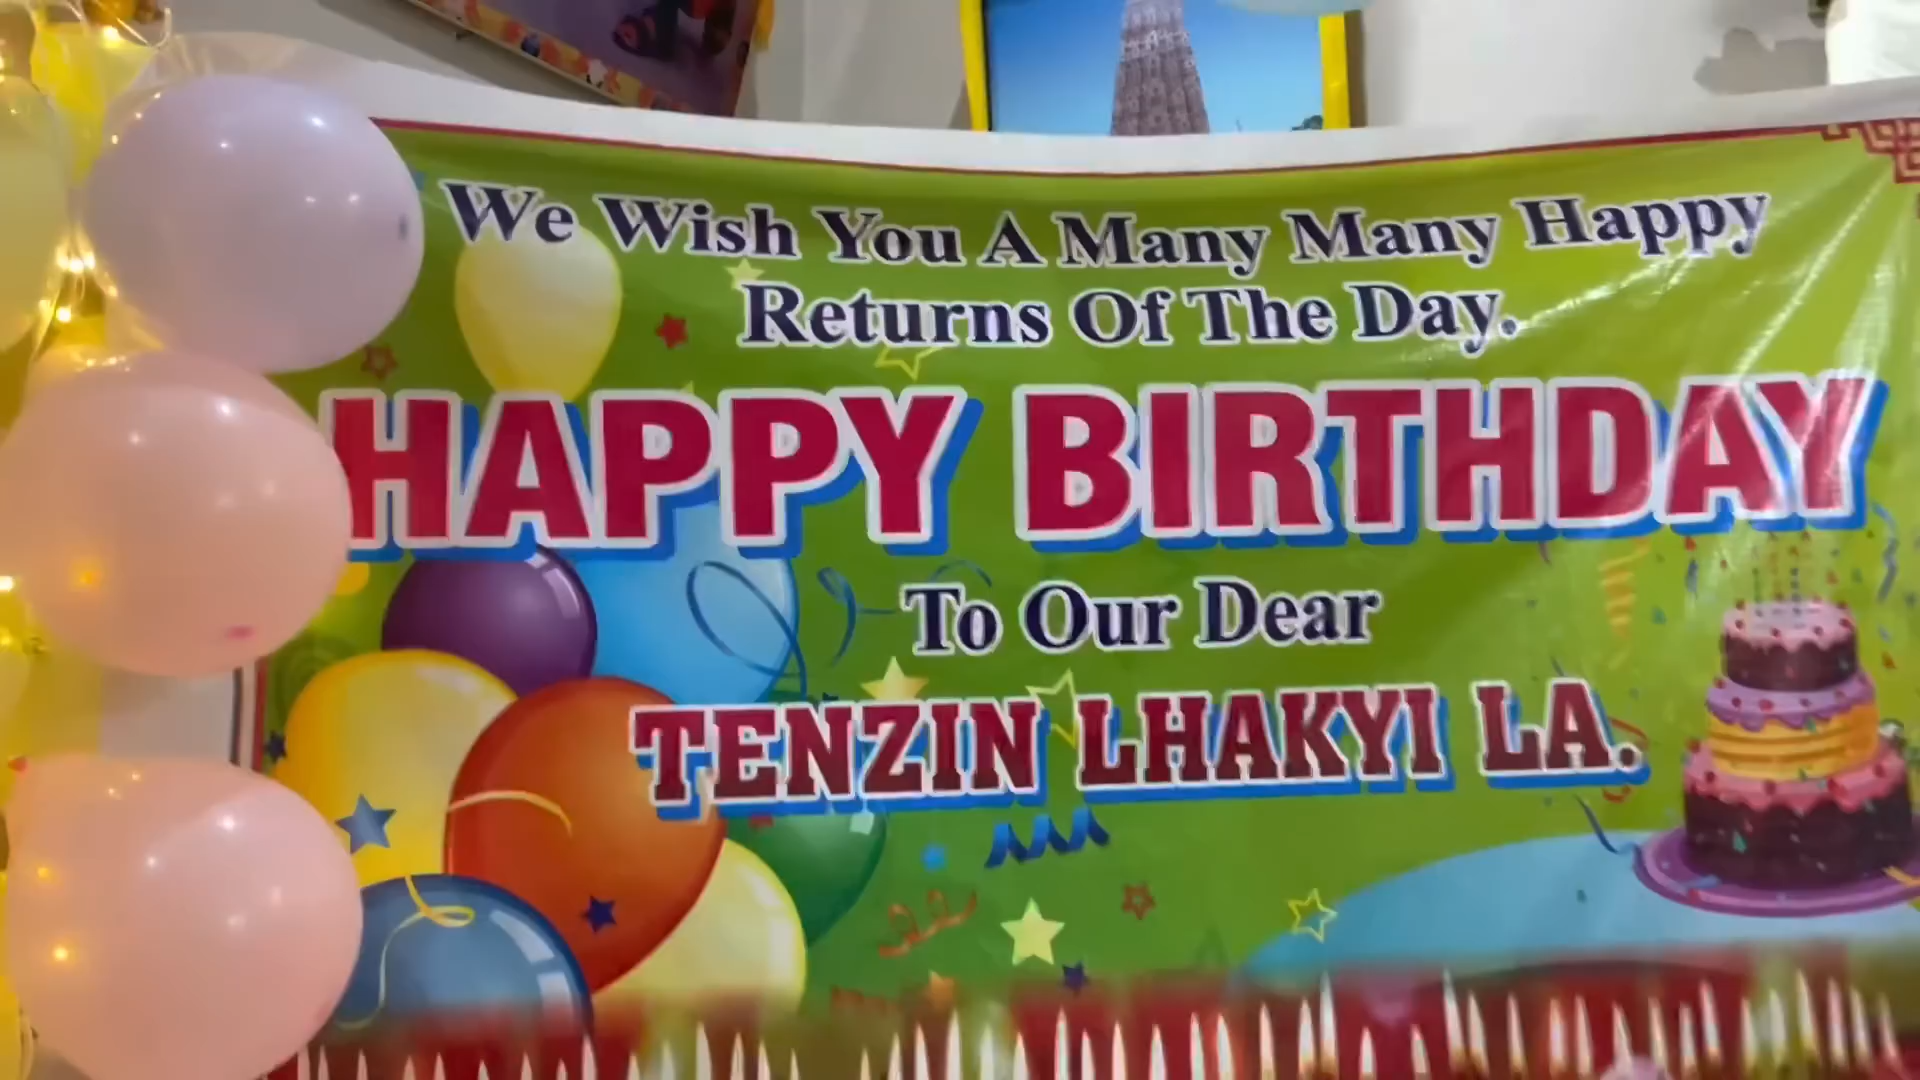 We Wish You A Many Many Happy
Returns Of The Day.
HAPPY BIRTHDAY
To Our Dear
TENZIN LHAKYI LA.